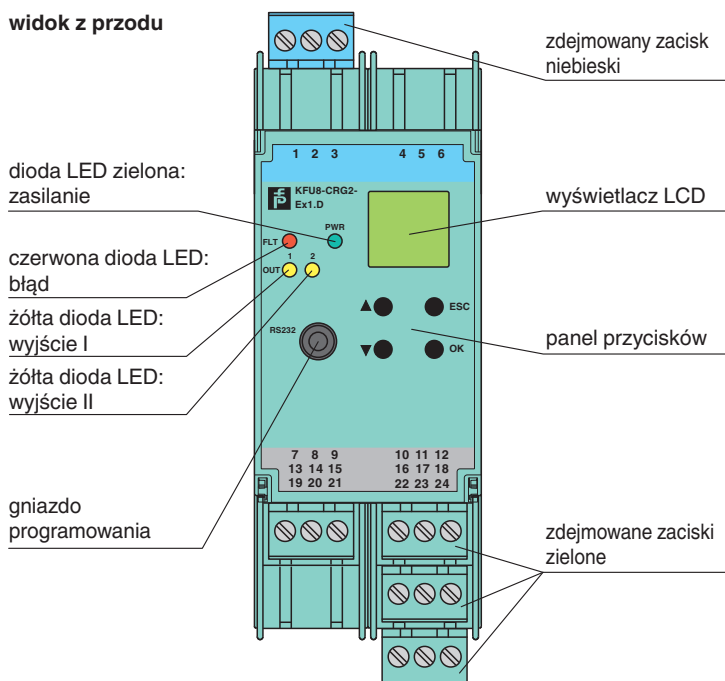 widok z przodu
zdejmowany zacisk
niebieski
1 2 3 4 5 6
dioda LED zielona:
zasilanie
KFU8-CRG2-
Ex1.D
wyświetlacz LCD
PWR
FLT
czerwona dioda LED:
błąd
1 2
OUT
żółta dioda LED:
wyjście I
ESC
RS232
panel przycisków
OK
żółta dioda LED:
wyjście II
7 8 9 10 11 12
13 14 15 16 17 18
19 20 21 22 23 24
gniazdo
programowania
zdejmowane zaciski
zielone